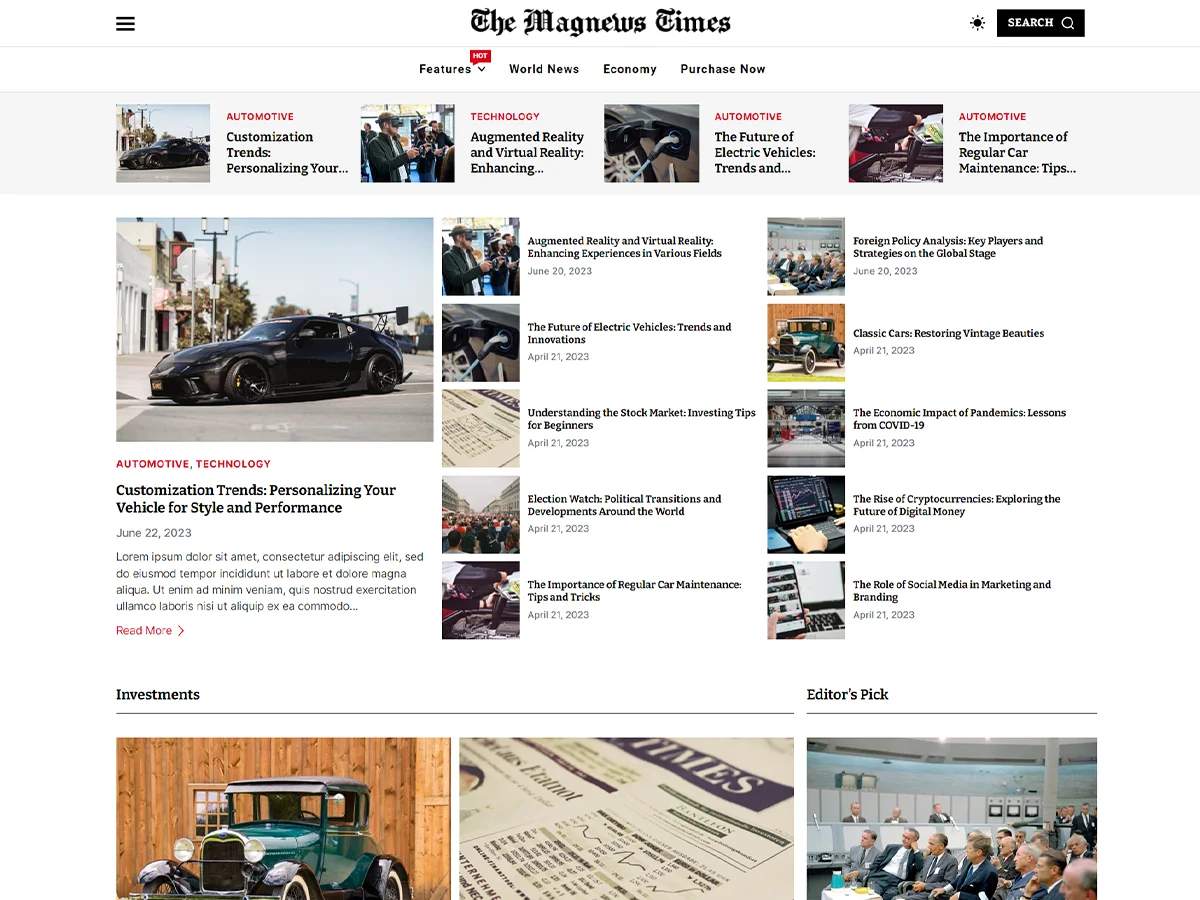 The Magnews Times
SEARCH
HOT
Features
World News
Economy
Purchase Now
AUTOMOTIVE
Customization
Trends:
Personalizing Your...
TECHNOLOGY
Augmented Reality
and Virtual Reality:
Enhancing...
AUTOMOTIVE
The Future of
Electric Vehicles:
Trends and...
AUTOMOTIVE
The Importance of
Regular Car
Maintenance: Tips...
AUTOMOTIVE, TECHNOLOGY
Customization Trends: Personalizing Your
Vehicle for Style and Performance
June 22, 2023
Lorem ipsum dolor sit amet, consectetur adipiscing elit, sed
do eiusmod tempor incididunt ut labore et dolore magna
aliqua. Ut enim ad minim veniam, quis nostrud exercitation
ullamco laboris nisi ut aliquip ex ea commodo...
Read More
Augmented Reality and Virtual Reality:
Enhancing Experiences in Various Fields
June 20, 2023
The Future of Electric Vehicles: Trends and
Innovations
April 21, 2023
Understanding the Stock Market: Investing Tips
for Beginners
April 21, 2023
Election Watch: Political Transitions and
Developments Around the World
April 21, 2023
The Importance of Regular Car Maintenance:
Tips and Tricks
April 21, 2023
Foreign Policy Analysis: Key Players and
Strategies on the Global Stage
June 20, 2023
Classic Cars: Restoring Vintage Beauties
April 21, 2023
The Economic Impact of Pandemics: Lessons
from COVID-19
April 21, 2023
The Rise of Cryptocurrencies: Exploring the
Future of Digital Money
April 21, 2023
The Role of Social Media in Marketing and
Branding
April 21, 2023
Investments
Editor's Pick
TIMES